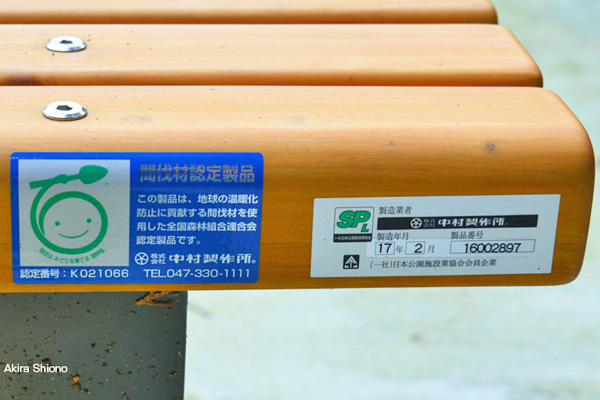 間伐材認定製品
この製品は、地球の温暖化
防止に貢献する間伐材を使
用した全国森林組合連合会
認定製品です。
株式会社 中村製作所。
認定番号:K021066
TEL.047-330-1111
SPL
製造業者
株式会社 中村製作所。
製造年月
製品番号
17年2月
16002897
(一社)日本公園施設業協会会員企業
Akira Shiono